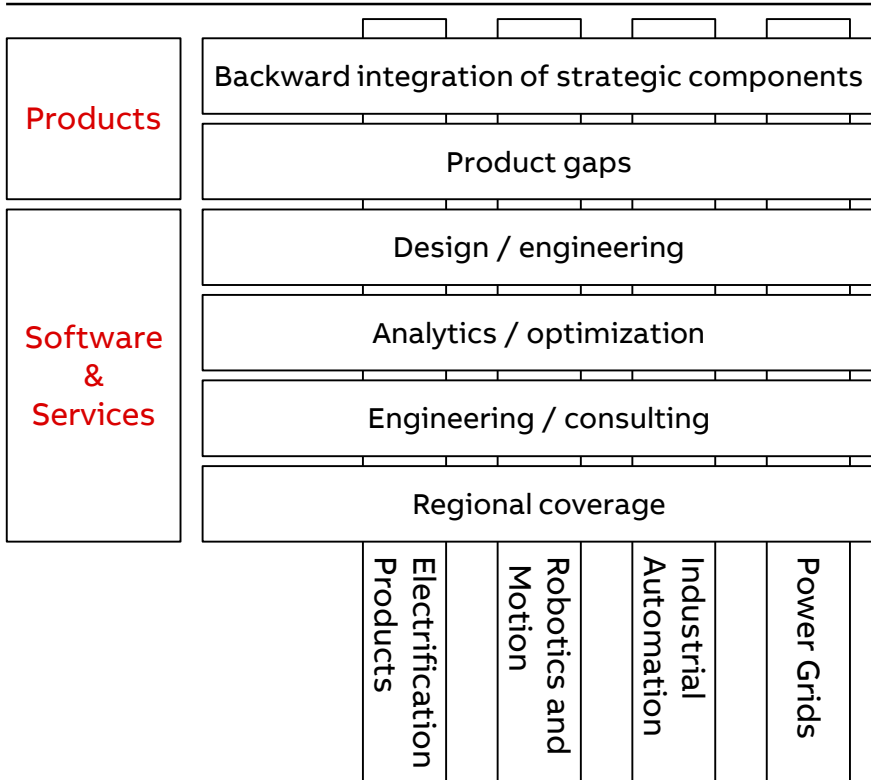 Products
Backward integration of strategic components
Product gaps
Software
&
Services
Design / engineering
Analytics / optimization
Engineering / consulting
Regional coverage
Electrification
Products
Robotics and
Motion
Industrial
Automation
Power Grids